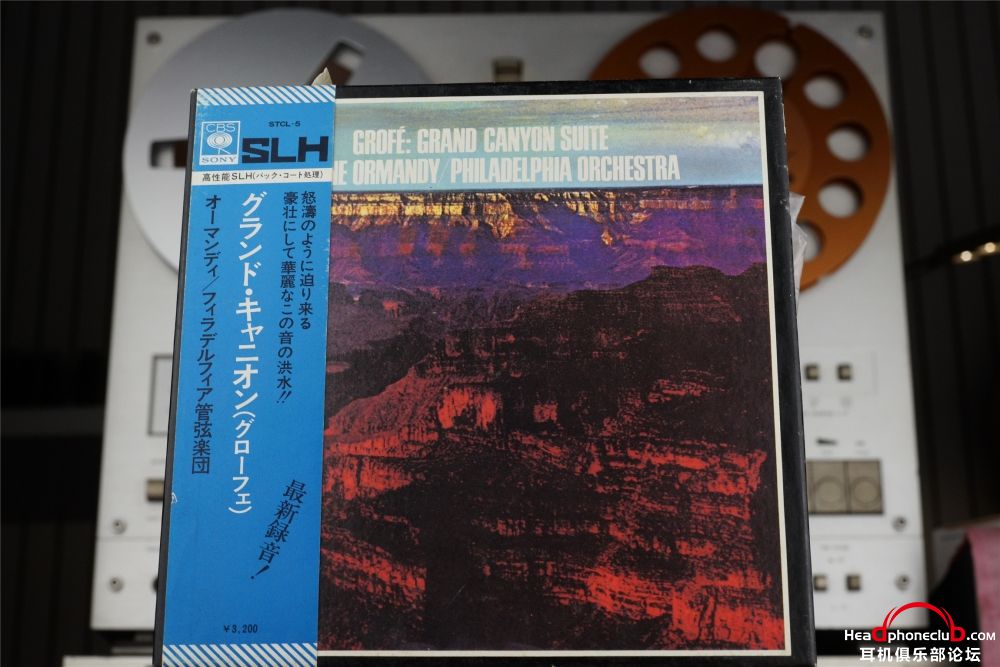 CBS
SONY
STCL-5
SLH
高性能SLH(バック・コート処理)
怒濤のように迫り来る
豪壮にして華麗なこの音の洪水!!
グランド・キャニオン(グローフェ)
オーマンディ/フィラデルフィア管弦楽団
最新録音!
¥3,200
GROFÉ: GRAND CANYON SUITE
ORMANDY/PHILADELPHIA ORCHESTRA
HeadphoneclubD.com
耳机俱乐部论坛